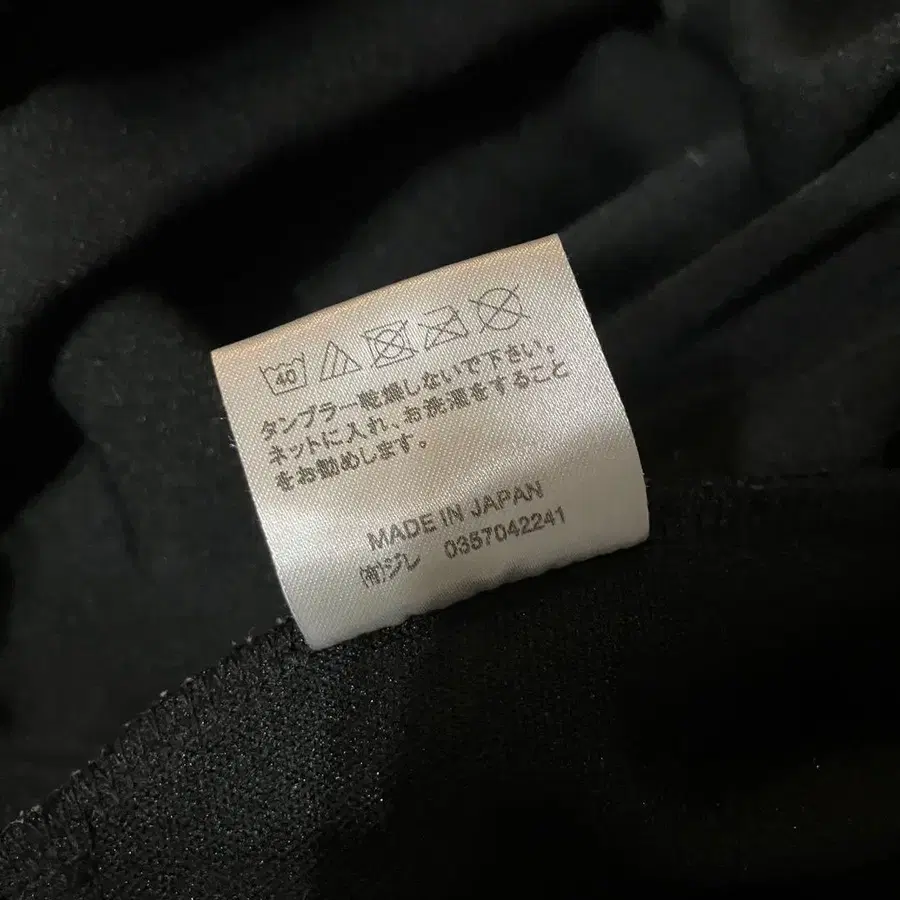 40
タンブラー乾燥しないで下さい。
ネットに入れ、お洗濯をすること
をお勧めします。
MADE IN JAPAN
㈲ジレ 0357042241